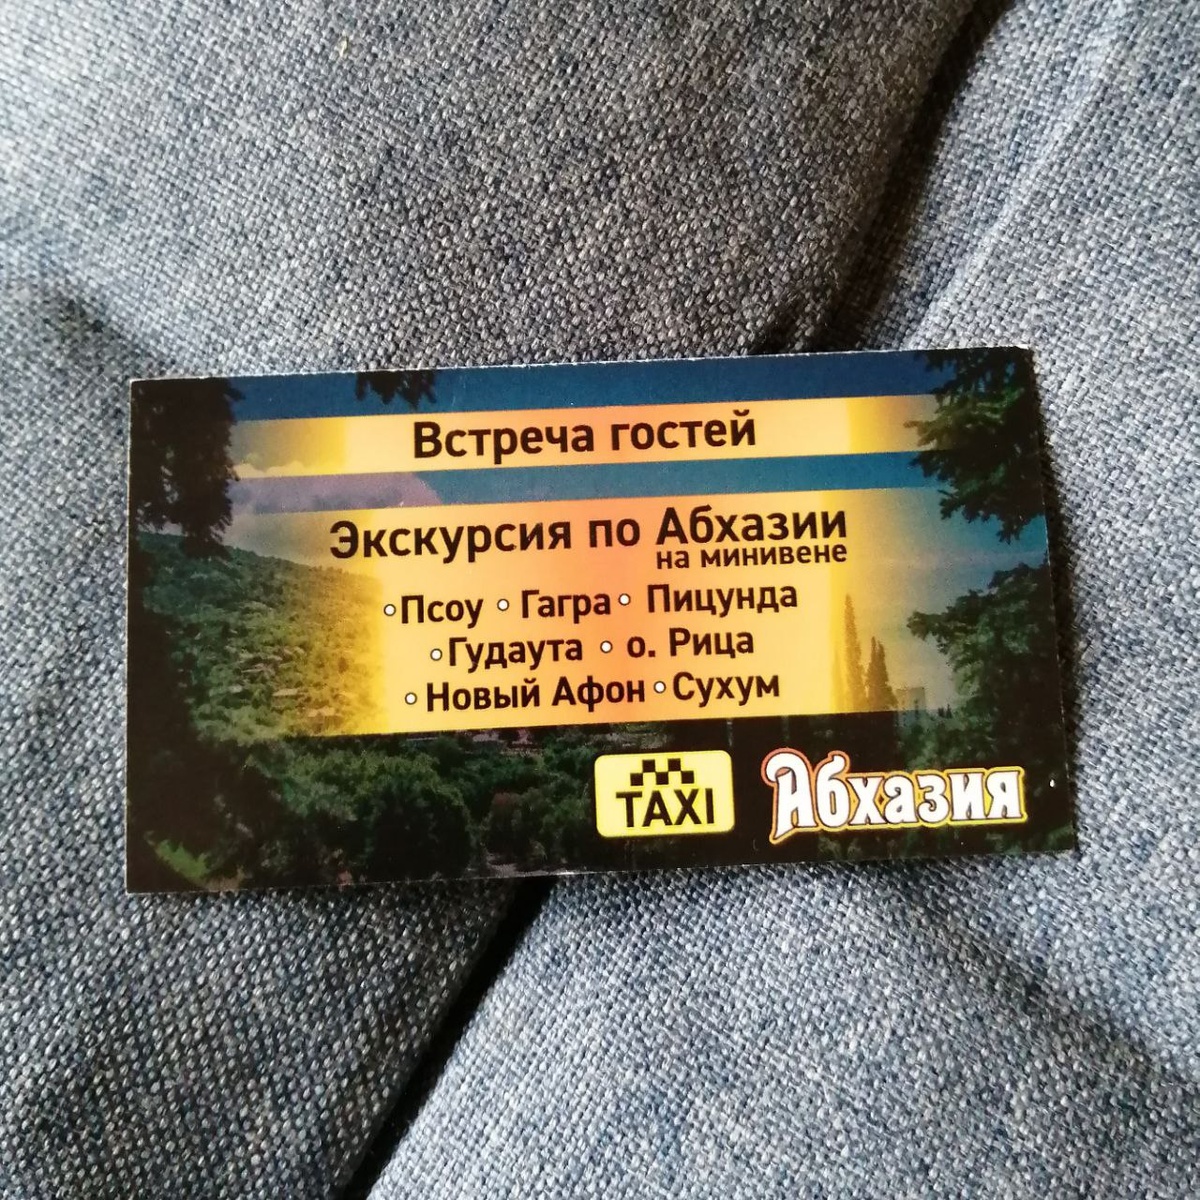 Встреча гостей
Экскурсия по Абхазии
на минивене
◦Псоу ◦ Гагра◦ Пицунда
◦Гудаута ◦ о. Рица
◦ Новый Афон ◦Сухум
TAXI
Абхазия